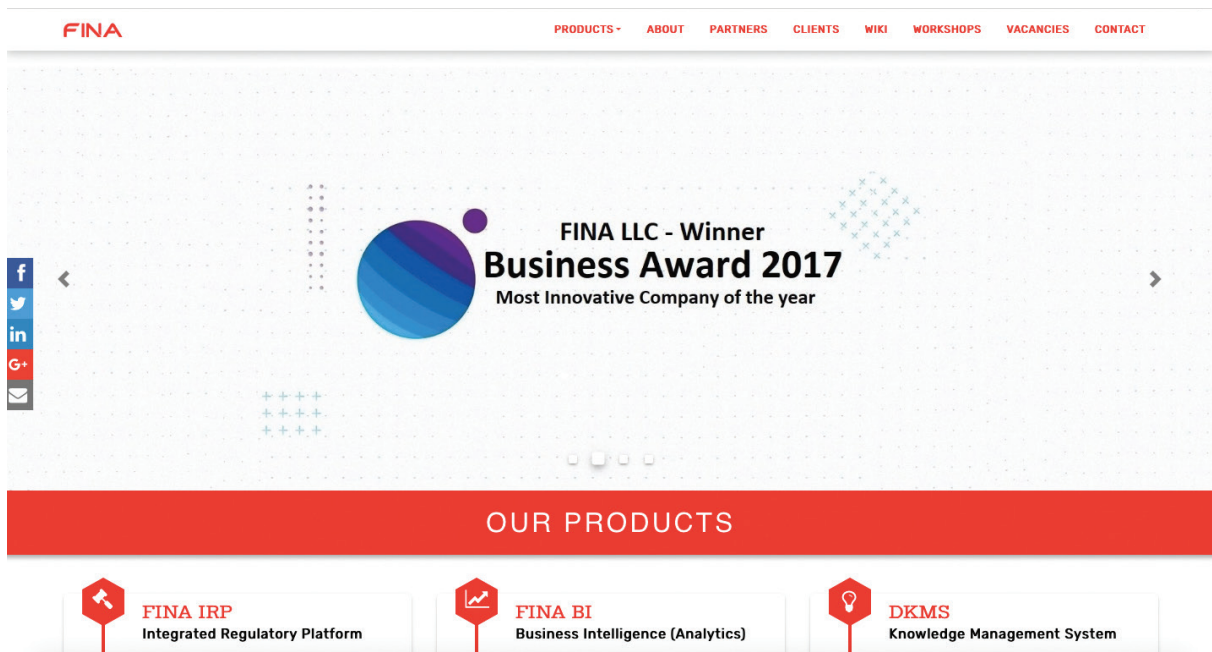 FINA
PRODUCTS ABOUT PARTNERS CLIENTS WIKI WORKSHOPS VACANCIES CONTACT
FINA LLC - Winner
Business Award 2017
Most Innovative Company of the year
f
in
G+
OUR PRODUCTS
FINA IRP
Integrated Regulatory Platform
FINA BI
Business Intelligence (Analytics)
DKMS
Knowledge Management System